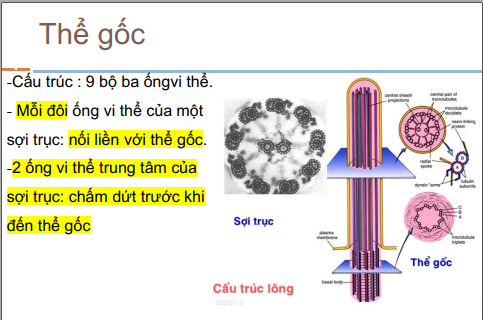 Thể gốc
-Cấu trúc : 9 bộ ba ốngvi thể.
- Mỗi đôi ống vi thể của một
sợi trục: nối liền với thể gốc.
-2 ống vi thể trung tâm của
sợi trục: chấm dứt trước khi
đến thể gốc
Sợi trục
central sheath
projections
central pair of
microtubules
microtubule
doublets
nexin-linking
protein
radial
spoke
dynein "arms"
tubulin
subunits
plasma
membrane
C
B
A
microtubule
triplets
Thể gốc
basal body
Cấu trúc lông